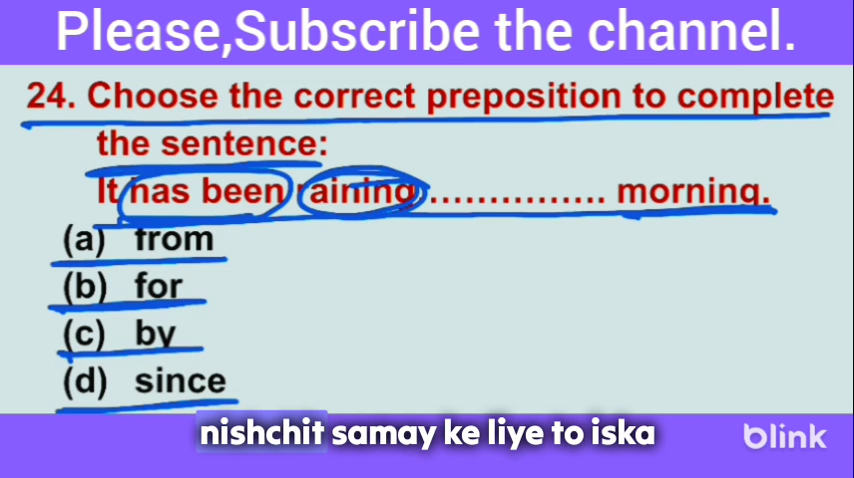 Please,Subscribe the channel.
24. Choose the correct preposition to complete
the sentence:
It has been raining ............... morning.
(a) from
(b) for
(c) by
(d) since
nishchit samay ke liye to iska
blink